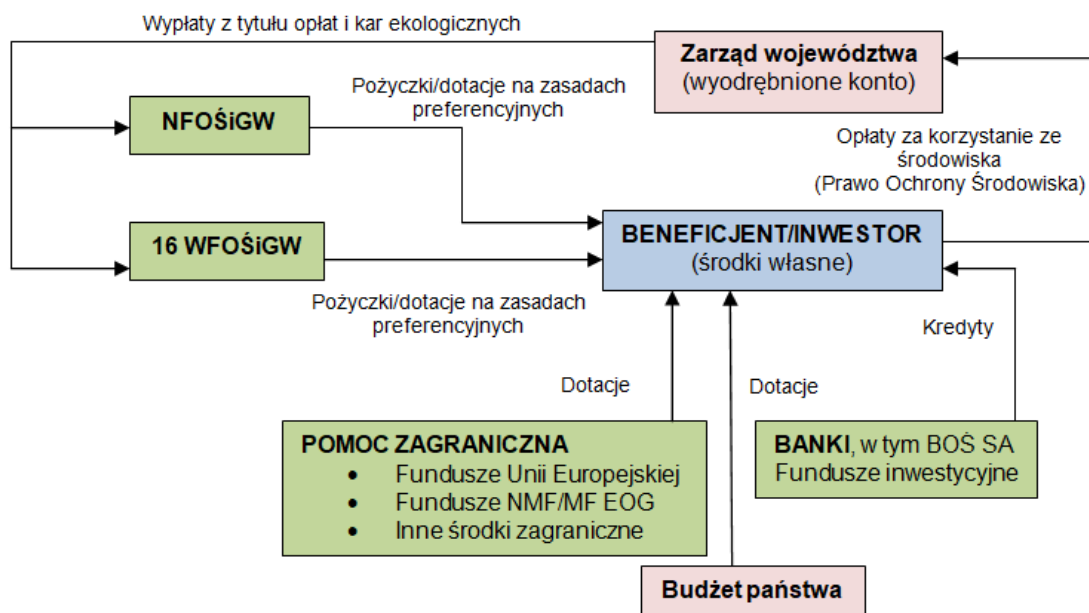 Wypłaty z tytułu opłat i kar ekologicznych
Zarząd województwa
(wyodrębnione konto)
Pożyczki/dotacje na zasadach
preferencyjnych
NFOŚiGW
Opłaty za korzystanie ze
środowiska
(Prawo Ochrony Środowiska)
16 WFOŚiGW
BENEFICJENT/INWESTOR
(środki własne)
Pożyczki/dotacje na zasadach
preferencyjnych
Kredyty
Dotacje
Dotacje
POMOC ZAGRANICZNA
• Fundusze Unii Europejskiej
• Fundusze NMF/MF EOG
• Inne środki zagraniczne
BANKI, w tym BOŚ SA
Fundusze inwestycyjne
Budżet państwa